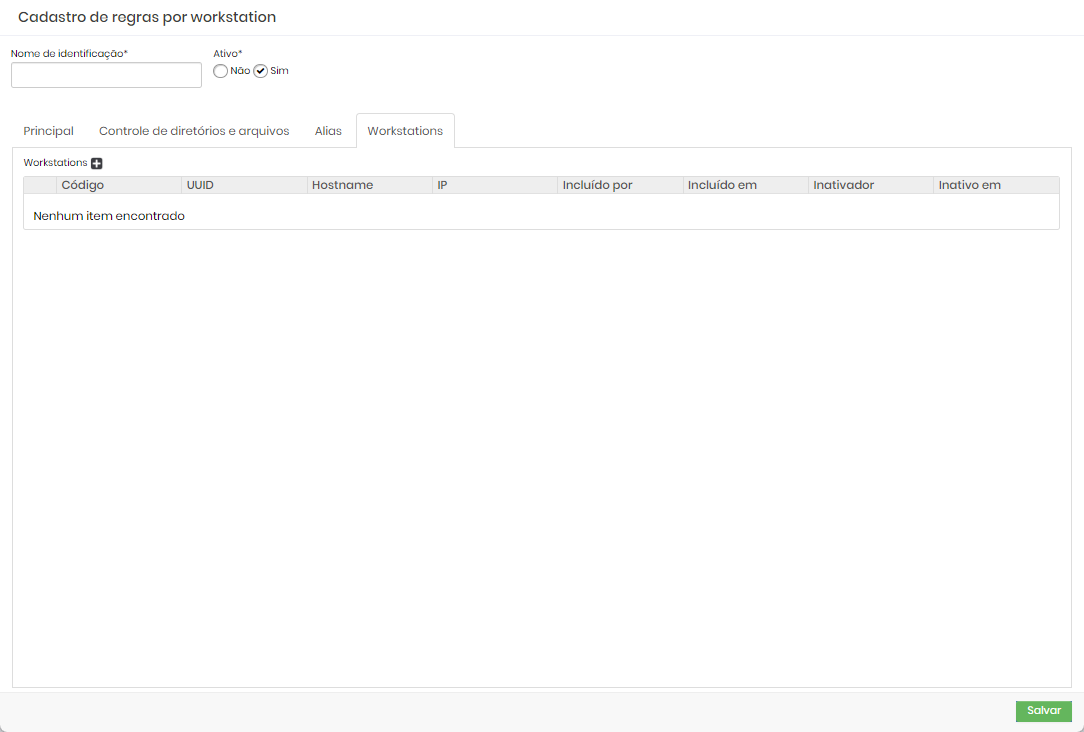 Cadastro de regras por workstation
Nome de identificação* Ativo*
Não Sim
Principal Controle de diretórios e arquivos Alias Workstations
Workstations
Código UUID Hostname IP Incluído por Incluído em Inativador Inativo em
Nenhum item encontrado
Salvar